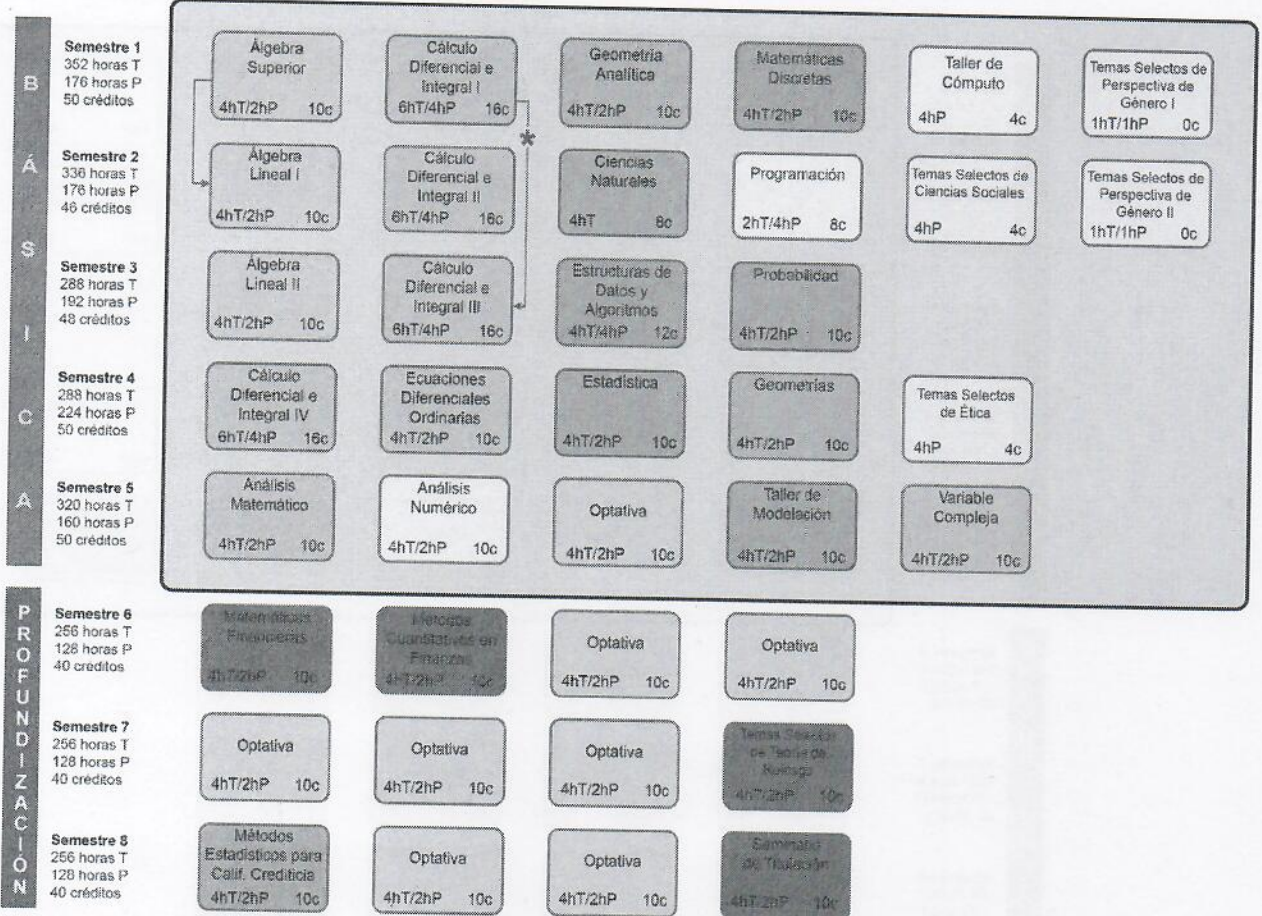 BÁSICA
Semestre 1
352 horas T
176 horas P
50 créditos
Álgebra
Superior
4hT/2hP 10c
Cálculo
Diferencial e
Integral I
6hT/4hP 16c
Geometría
Analítica
4hT/2hP 10c
Matemáticas
Discretas
4hT/2hP 10c
Taller de
Cómputo
4hP 4c
Temas Selectos de
Perspectiva de
Género I
1hT/1hP 0c
*
Semestre 2
336 horas T
176 horas P
46 créditos
Álgebra
Lineal I
4hT/2hP 10c
Cálculo
Diferencial e
Integral II
6hT/4hP 16c
Ciencias
Naturales
4hT 8c
Programación
2hT/4hP 8c
Temas Selectos de
Ciencias Sociales
4hP 4c
Temas Selectos de
Perspectiva de
Género II
1hT/1hP 0c
Semestre 3
288 horas T
192 horas P
48 créditos
Álgebra
Lineal II
4hT/2hP 10c
Cálculo
Diferencial e
Integral III
6hT/4hP 16c
Estructuras de
Datos y
Algoritmos
4hT/4hP 12c
Probabilidad
4hT/2hP 10c
Semestre 4
288 horas T
224 horas P
50 créditos
Cálculo
Diferencial e
Integral IV
6hT/4hP 16c
Ecuaciones
Diferenciales
Ordinarias
4hT/2hP 10c
Estadística
4hT/2hP 10c
Geometrías
4hT/2hP 10c
Temas Selectos
de Ética
4hP 4c
Semestre 5
320 horas T
160 horas P
50 créditos
Análisis
Matemático
4hT/2hP 10c
Análisis
Numérico
4hT/2hP 10c
Optativa
4hT/2hP 10c
Taller de
Modelación
4hT/2hP 10c
Variable
Compleja
4hT/2hP 10c
PROFUNDIZACIÓN
Semestre 6
256 horas T
128 horas P
40 créditos
Matemáticas
Financieras
4hT/2hP 10c
Métodos
Cuantitativos en
Finanzas
4hT/2hP 10c
Optativa
4hT/2hP 10c
Optativa
4hT/2hP 10c
Semestre 7
256 horas T
128 horas P
40 créditos
Optativa
4hT/2hP 10c
Optativa
4hT/2hP 10c
Optativa
4hT/2hP 10c
Temas Selectos
de Teoría de
Riesgo
4hT/2hP 10c
Semestre 8
256 horas T
128 horas P
40 créditos
Métodos
Estadísticos para
Calif. Crediticia
4hT/2hP 10c
Optativa
4hT/2hP 10c
Optativa
4hT/2hP 10c
Seminario
de Titulación
4hT/2hP 10c